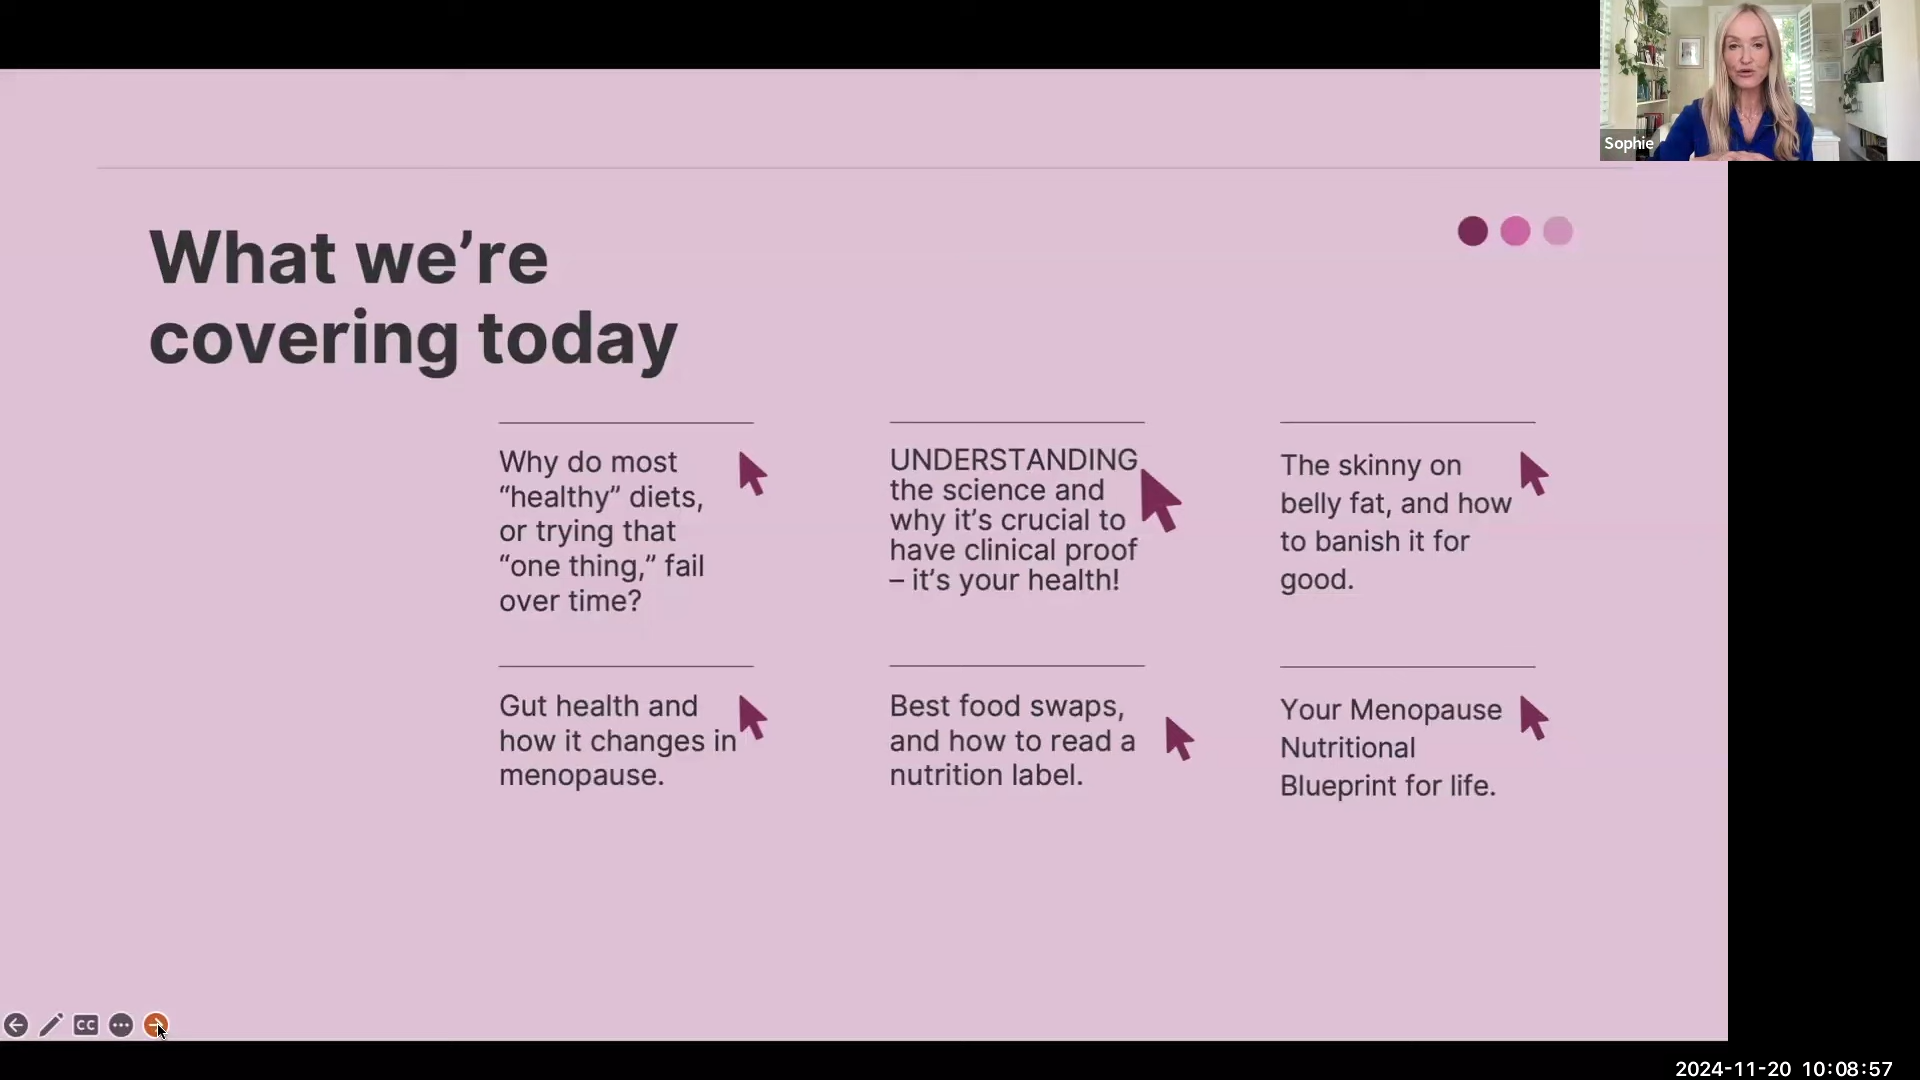 Sophie
What we’re
covering today
Why do most
“healthy” diets,
or trying that
“one thing,” fail
over time?
UNDERSTANDING
the science and
why it’s crucial to
have clinical proof
– it’s your health!
The skinny on
belly fat, and how
to banish it for
good.
Gut health and
how it changes in
menopause.
Best food swaps,
and how to read a
nutrition label.
Your Menopause
Nutritional
Blueprint for life.
CC
2024-11-20 10:08:57